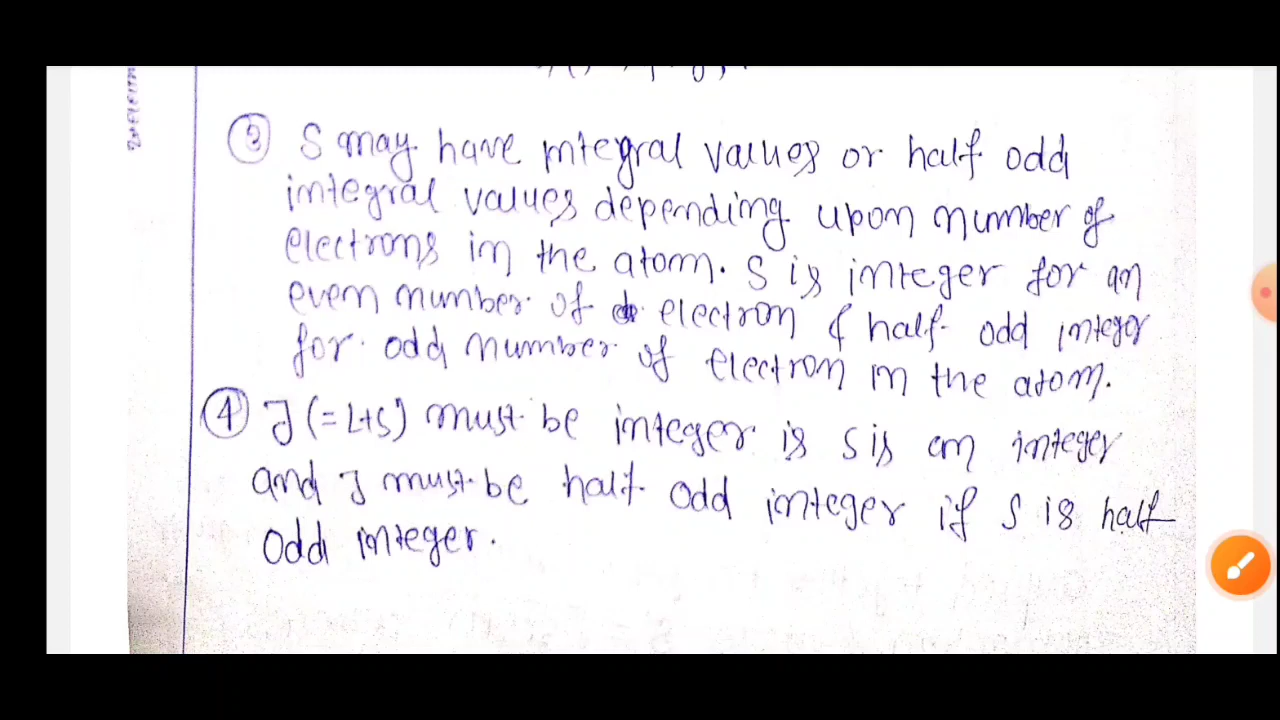 ③ S may have integral values or half odd
integral values depending upon number of
electrons in the atom. S is integer for an
even number of electron & half odd integer
for odd number of electron in the atom.
④ J (= L+S) must be integer is S is an integer
and J must be half odd integer if S is half
odd integer.